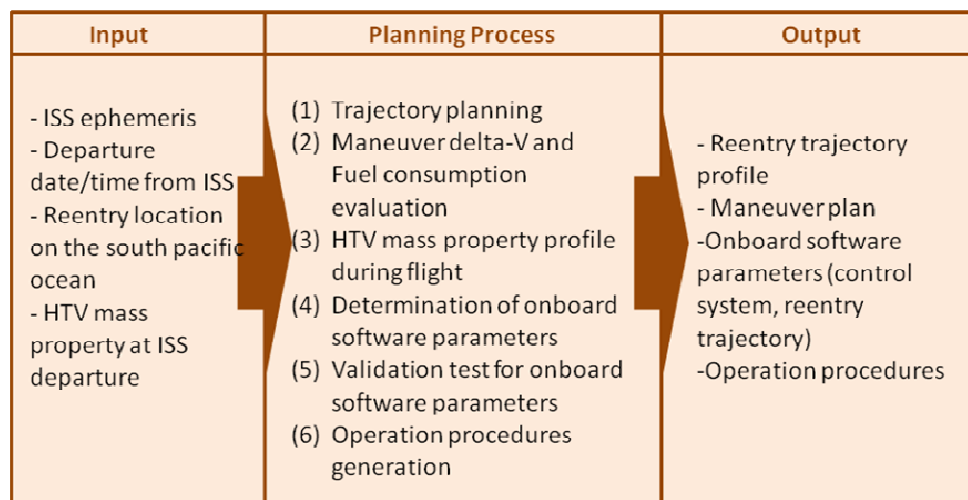 Input
Planning Process
Output
- ISS ephemeris
- Departure
date/time from ISS
- Reentry location
on the south pacific
ocean
- HTV mass
property at ISS
departure
(1) Trajectory planning
(2) Maneuver delta-V and
Fuel consumption
evaluation
(3) HTV mass property profile
during flight
(4) Determination of onboard
software parameters
(5) Validation test for onboard
software parameters
(6) Operation procedures
generation
- Reentry trajectory
profile
- Maneuver plan
-Onboard software
parameters (control
system, reentry
trajectory)
-Operation procedures